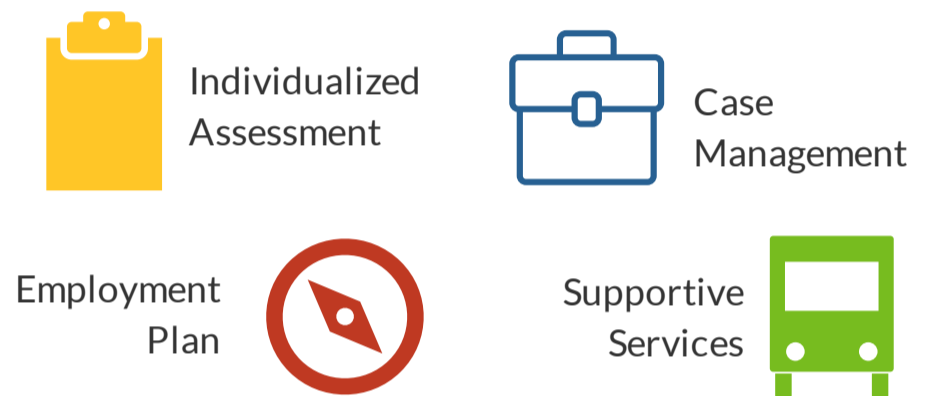 Individualized
Assessment
Case
Management
Employment
Plan
Supportive
Services